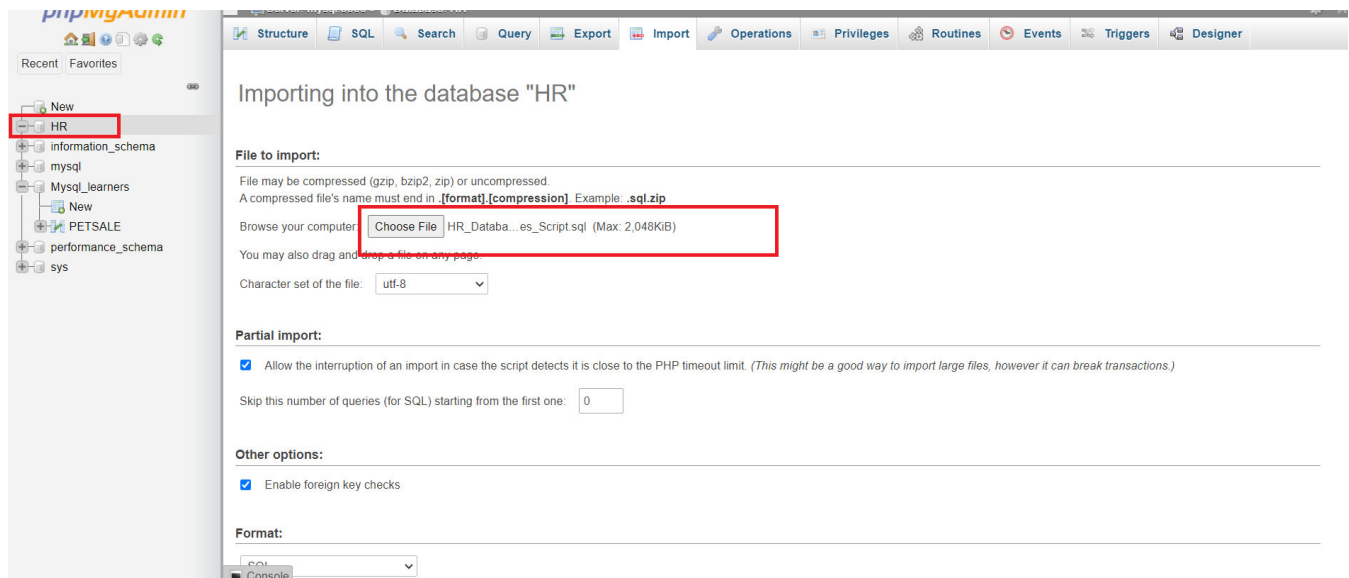 phpMyAdmin
Recent Favorites
New
HR
information_schema
mysql
Mysql_learners
New
PETSALE
performance_schema
sys
Structure SQL Search Query Export Import Operations Privileges Routines Events Triggers Designer
Importing into the database "HR"
File to import:
File may be compressed (gzip, bzip2, zip) or uncompressed.
A compressed file's name must end in .[format].[compression]. Example: .sql.zip
Browse your computer: Choose File HR_Databa...es_Script.sql (Max: 2,048KiB)
You may also drag and drop a file on any page.
Character set of the file: utf-8
Partial import:
Allow the interruption of an import in case the script detects it is close to the PHP timeout limit. (This might be a good way to import large files, however it can break transactions.)
Skip this number of queries (for SQL) starting from the first one: 0
Other options:
Enable foreign key checks
Format:
SQL
Console